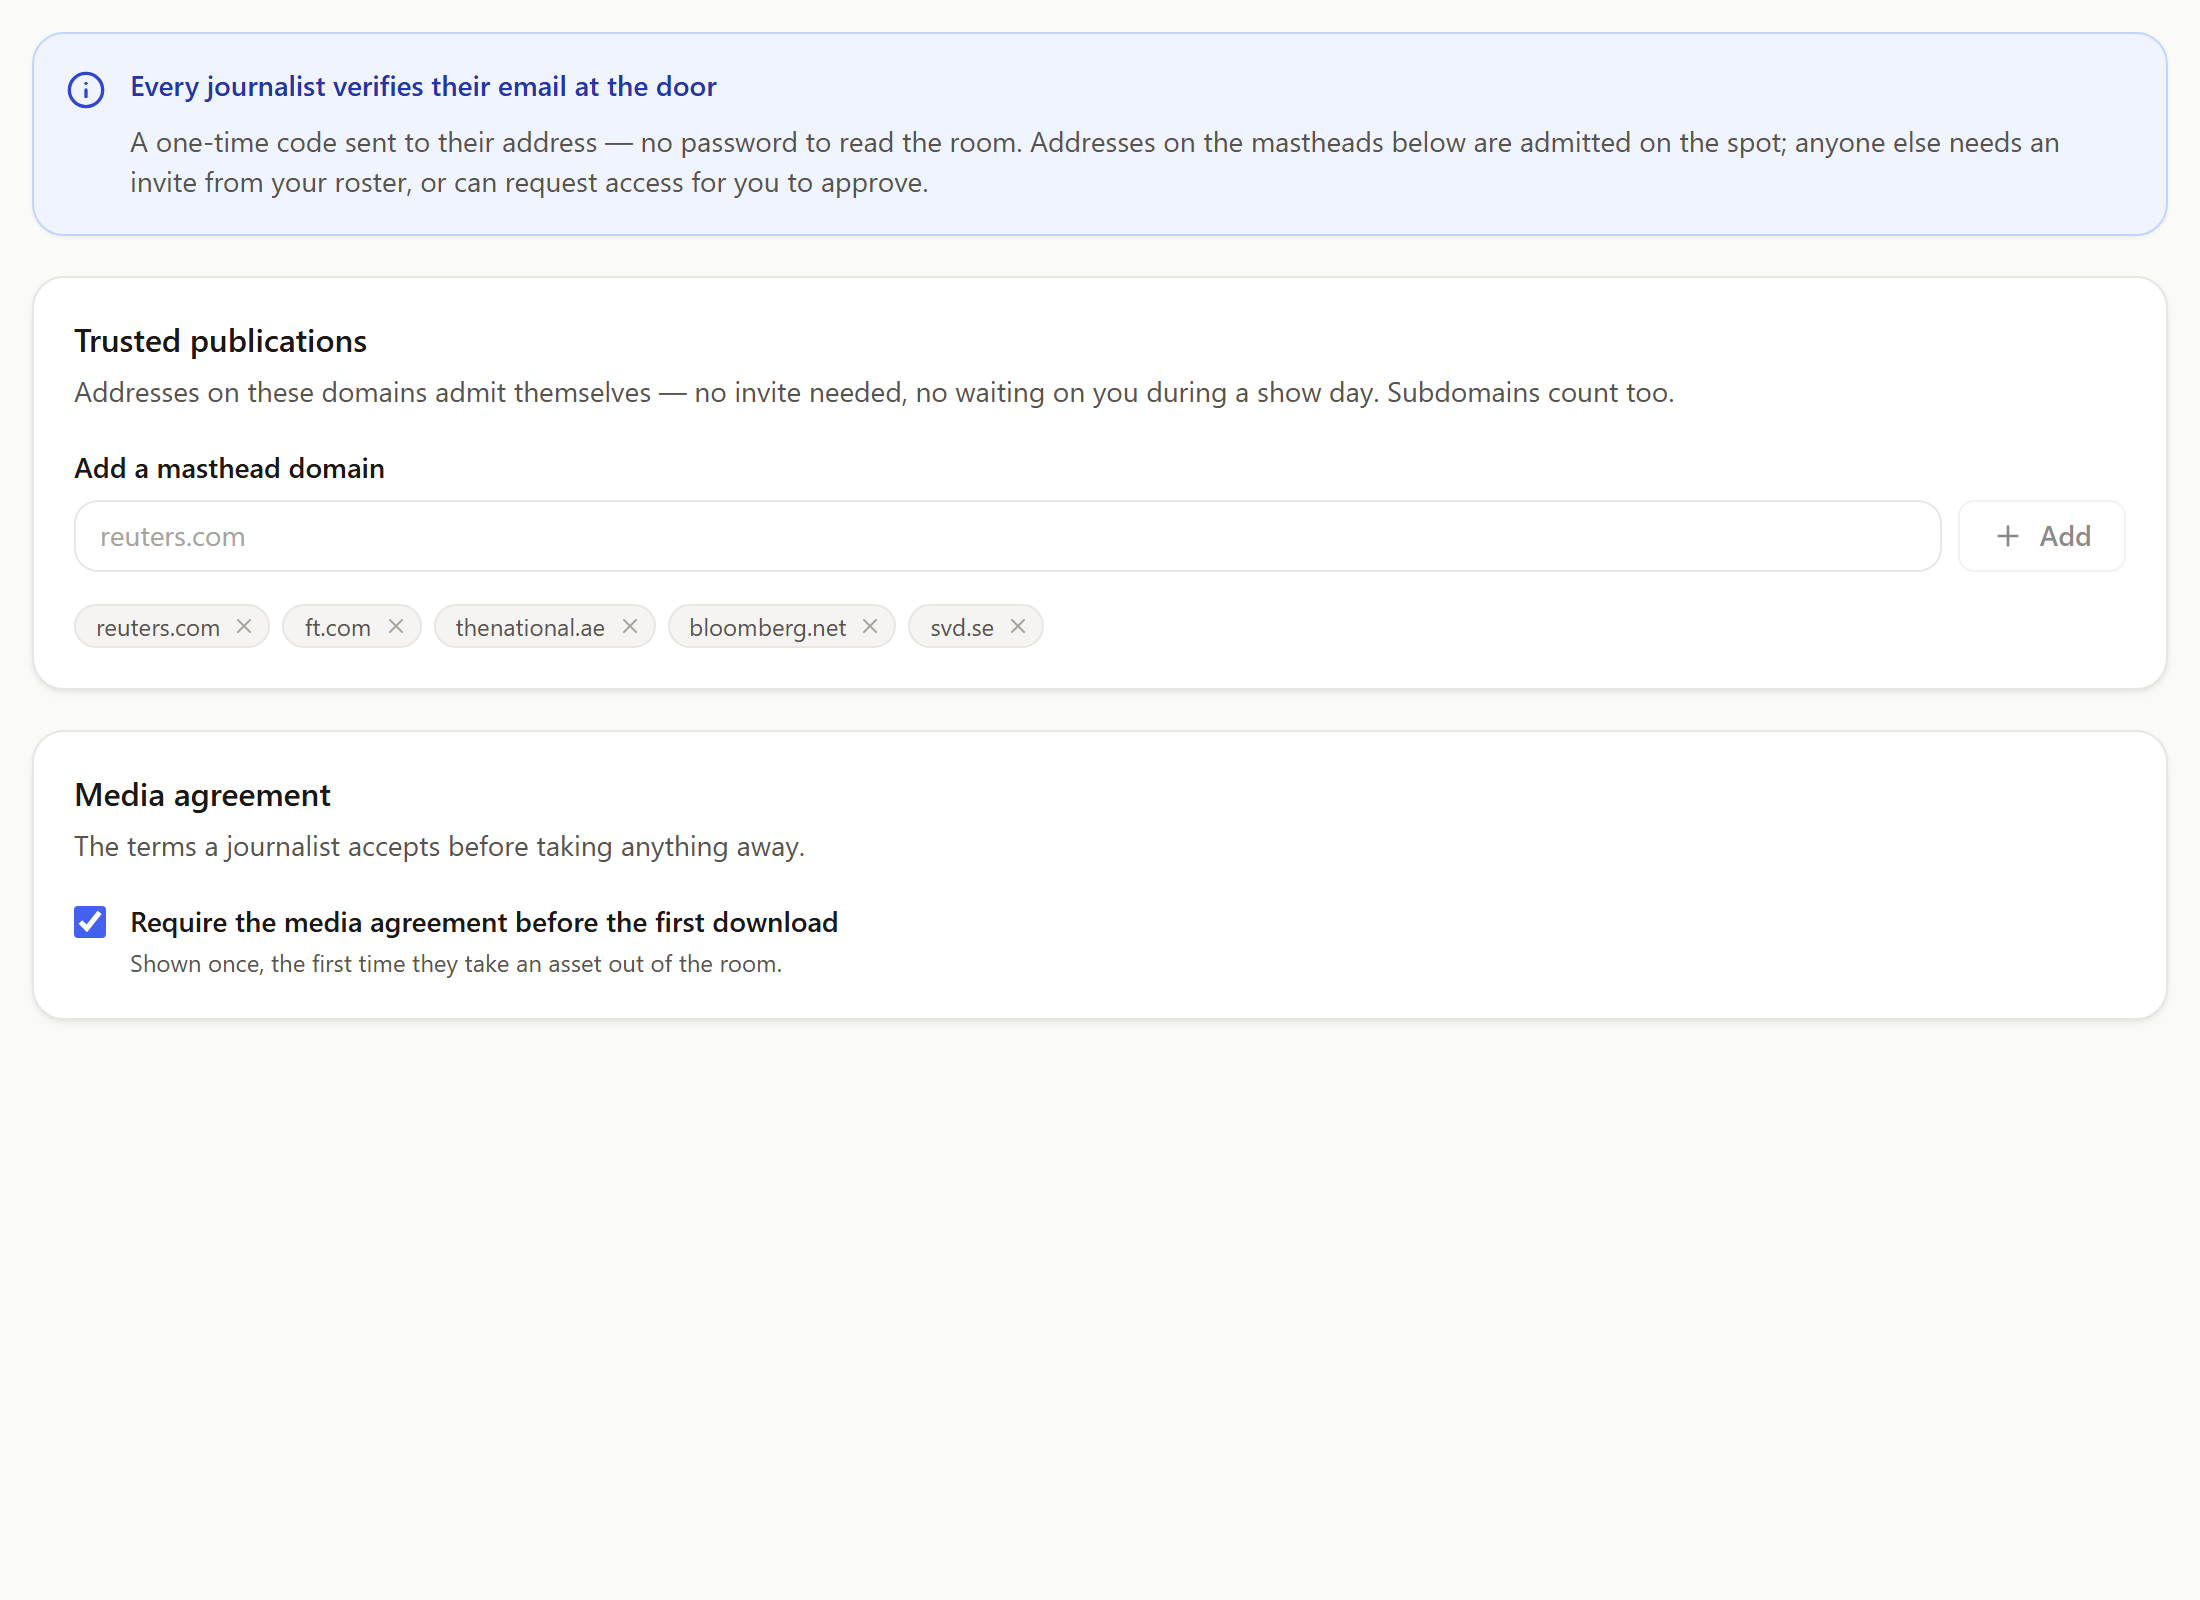 Every journalist verifies their email at the door
A one-time code sent to their address — no password to read the room. Addresses on the mastheads below are admitted on the spot; anyone else needs an
invite from your roster, or can request access for you to approve.
Trusted publications
Addresses on these domains admit themselves — no invite needed, no waiting on you during a show day. Subdomains count too.
Add a masthead domain
reuters.com
Add
reuters.com ft.com thenational.ae bloomberg.net svd.se
Media agreement
The terms a journalist accepts before taking anything away.
Require the media agreement before the first download
Shown once, the first time they take an asset out of the room.